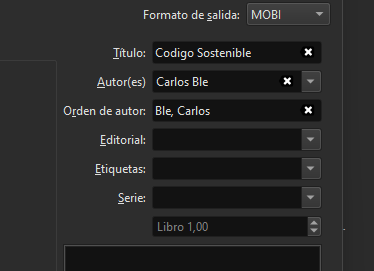 Formato de salida: MOBI
Título: Codigo Sostenible
Autor(es) Carlos Ble
Orden de autor: Ble, Carlos
Editorial:
Etiquetas:
Serie:
Libro 1,00